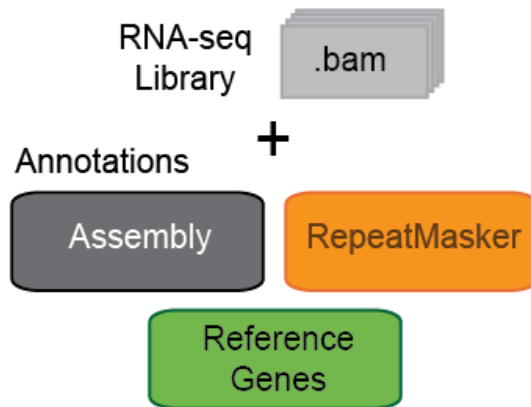 RNA-seq
Library
.bam
+
Annotations
Assembly
RepeatMasker
Reference
Genes